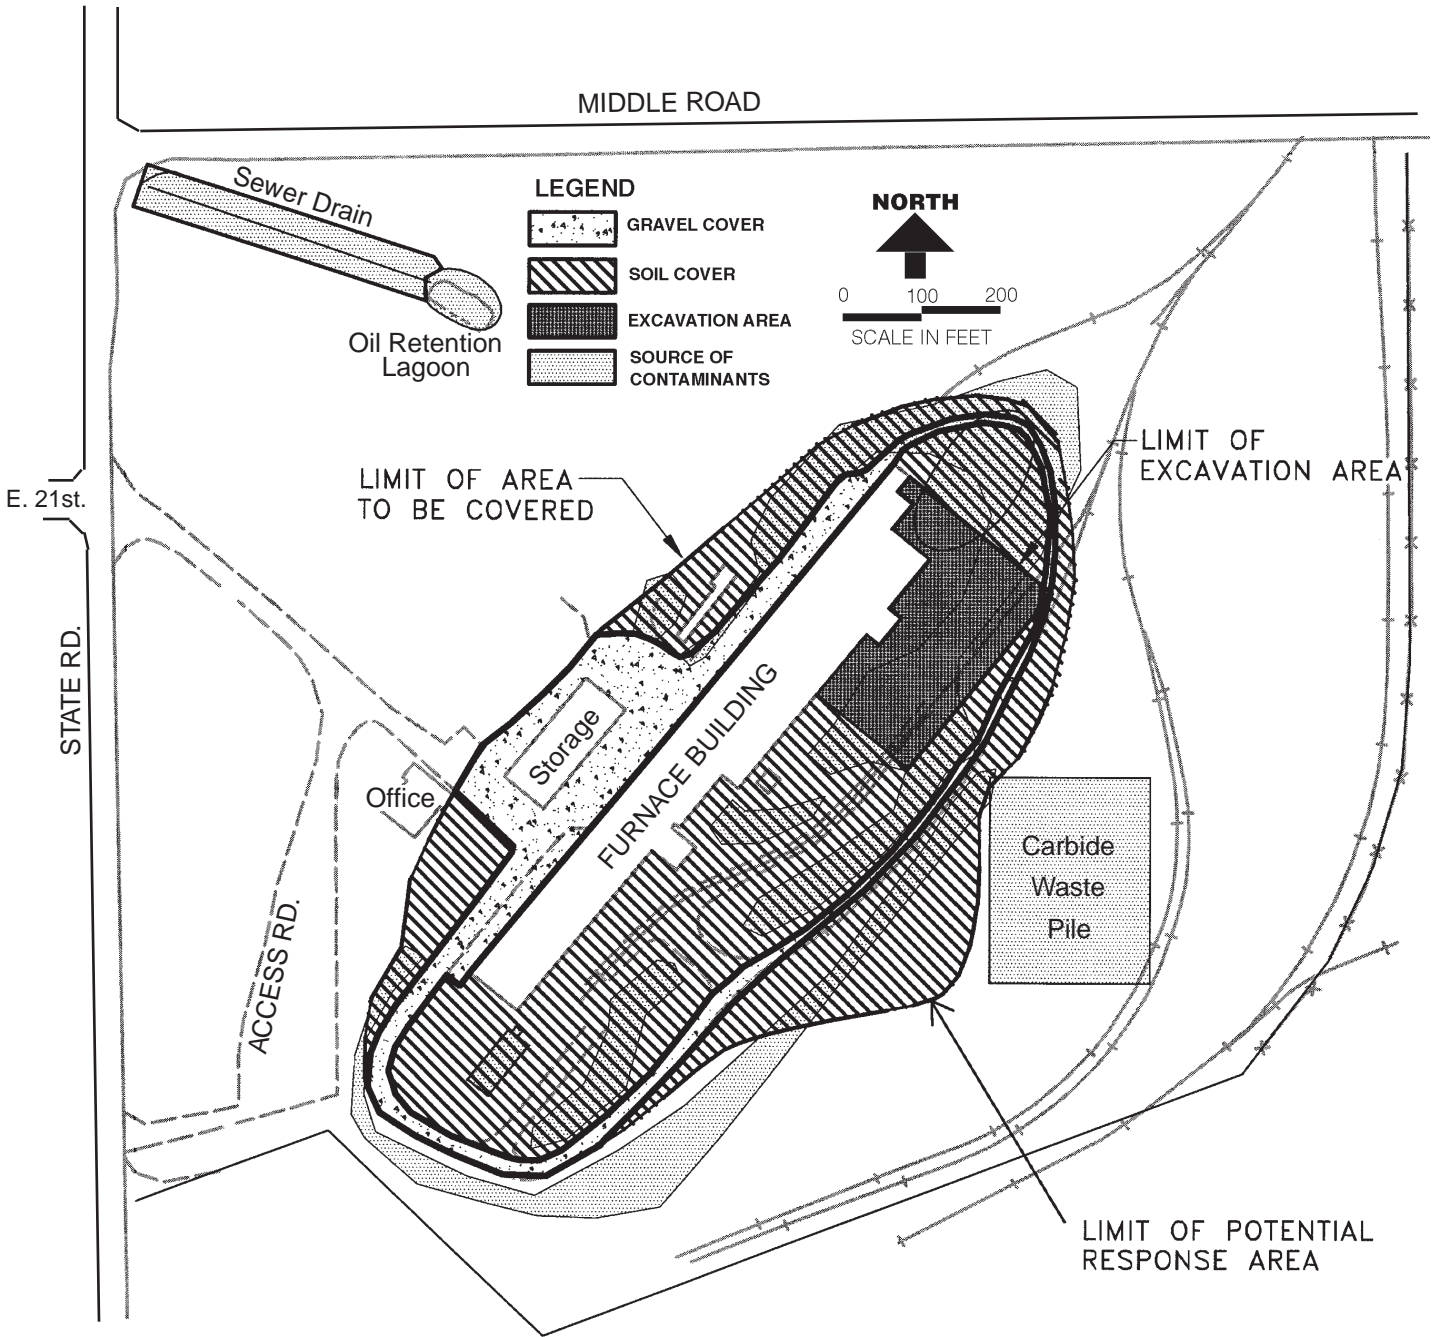 MIDDLE ROAD
Sewer Drain
LEGEND
GRAVEL COVER
SOIL COVER
EXCAVATION AREA
SOURCE OF
CONTAMINANTS
NORTH
0 100 200
SCALE IN FEET
Oil Retention
Lagoon
LIMIT OF
EXCAVATION AREA
LIMIT OF AREA
TO BE COVERED
E. 21st.
STATE RD.
Storage
FURNACE BUILDING
Office
Carbide
Waste
Pile
ACCESS RD.
LIMIT OF POTENTIAL
RESPONSE AREA